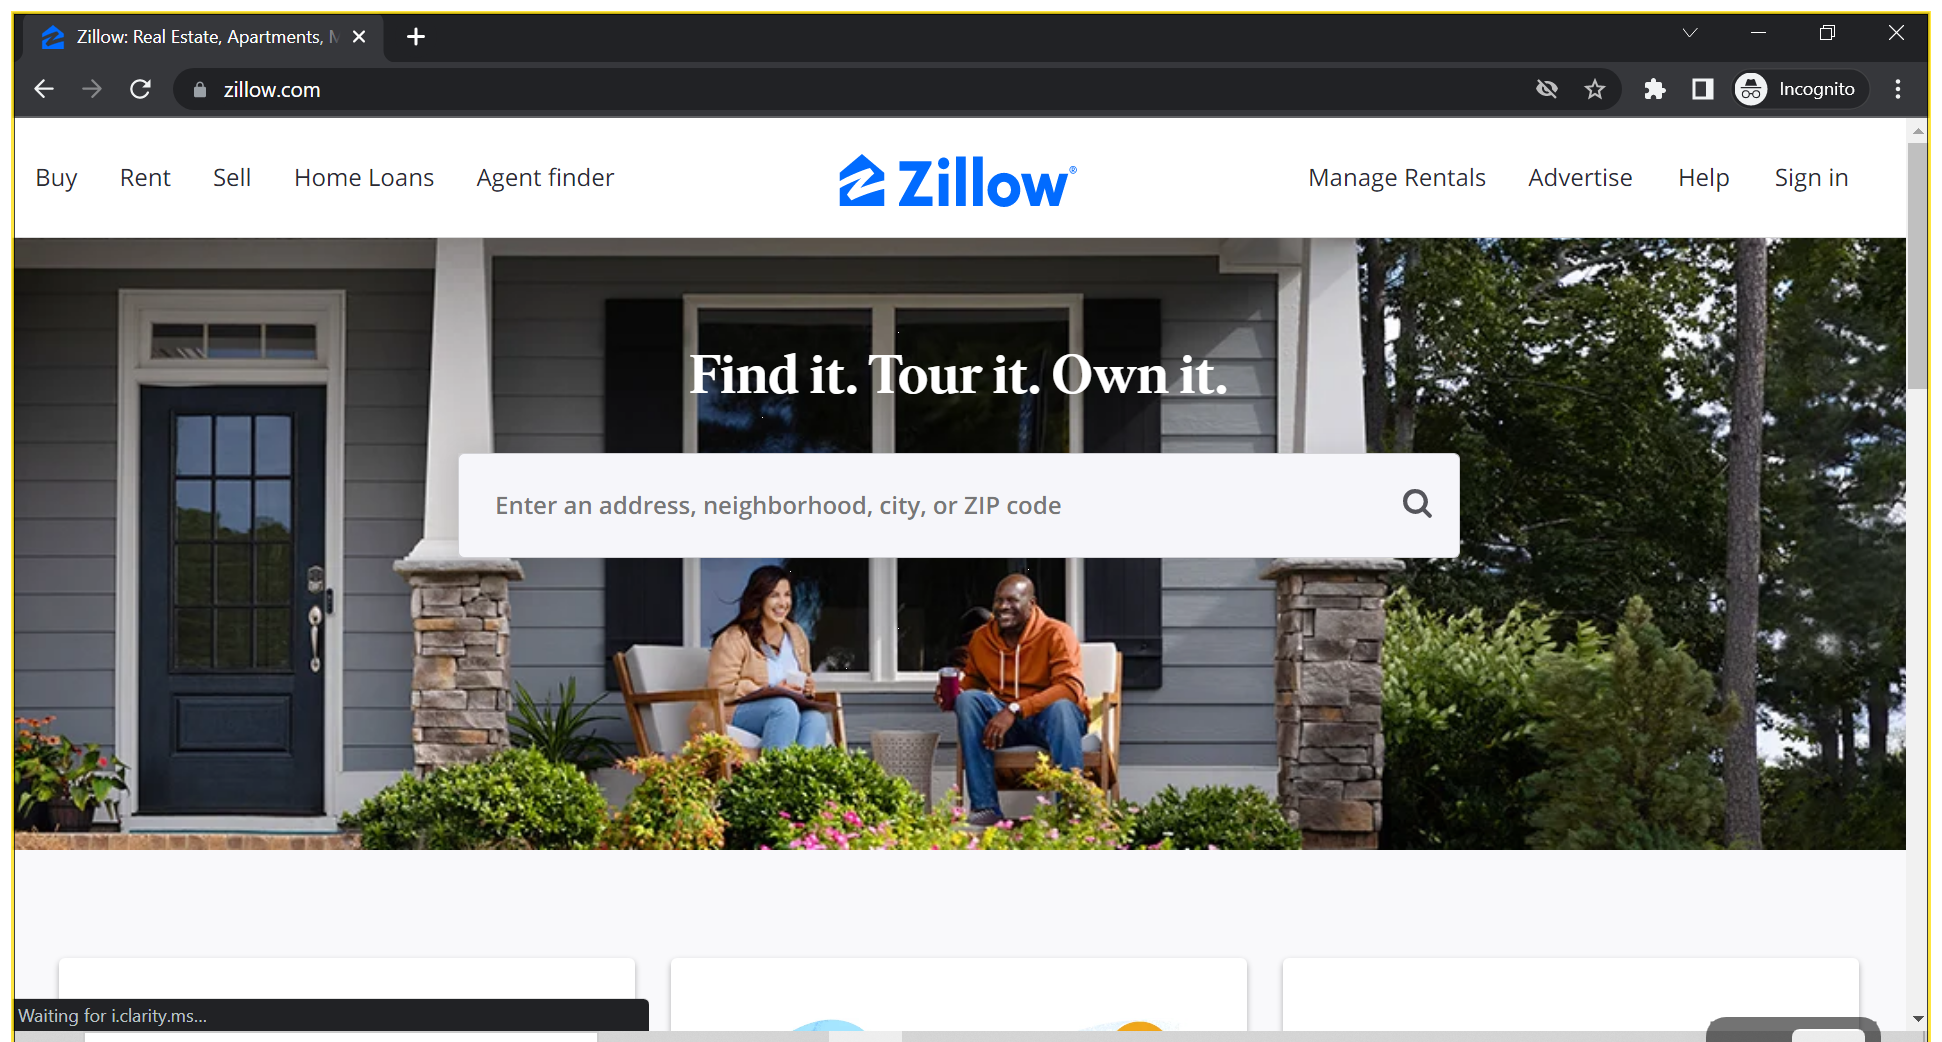 Zillow: Real Estate, Apartments, M
zillow.com
Incognito
Buy
Rent
Sell
Home Loans
Agent finder
Zillow®
Manage Rentals
Advertise
Help
Sign in
Find it. Tour it. Own it.
Enter an address, neighborhood, city, or ZIP code
Waiting for i.clarity.ms...